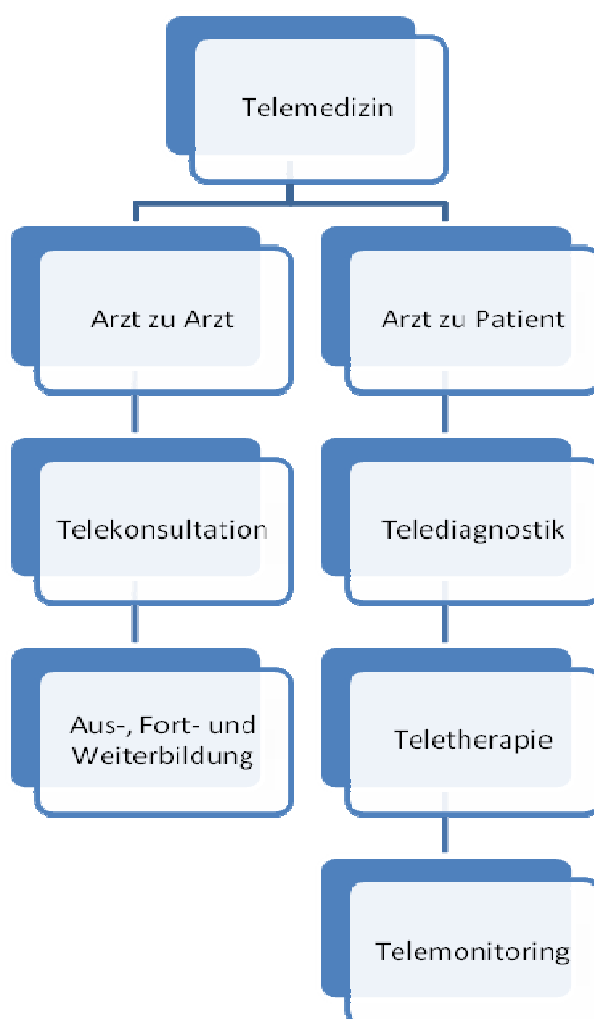 Telemedizin
Arzt zu Arzt
Arzt zu Patient
Telekonsultation
Telediagnostik
Aus-, Fort- und
Weiterbildung
Teletherapie
Telemonitoring